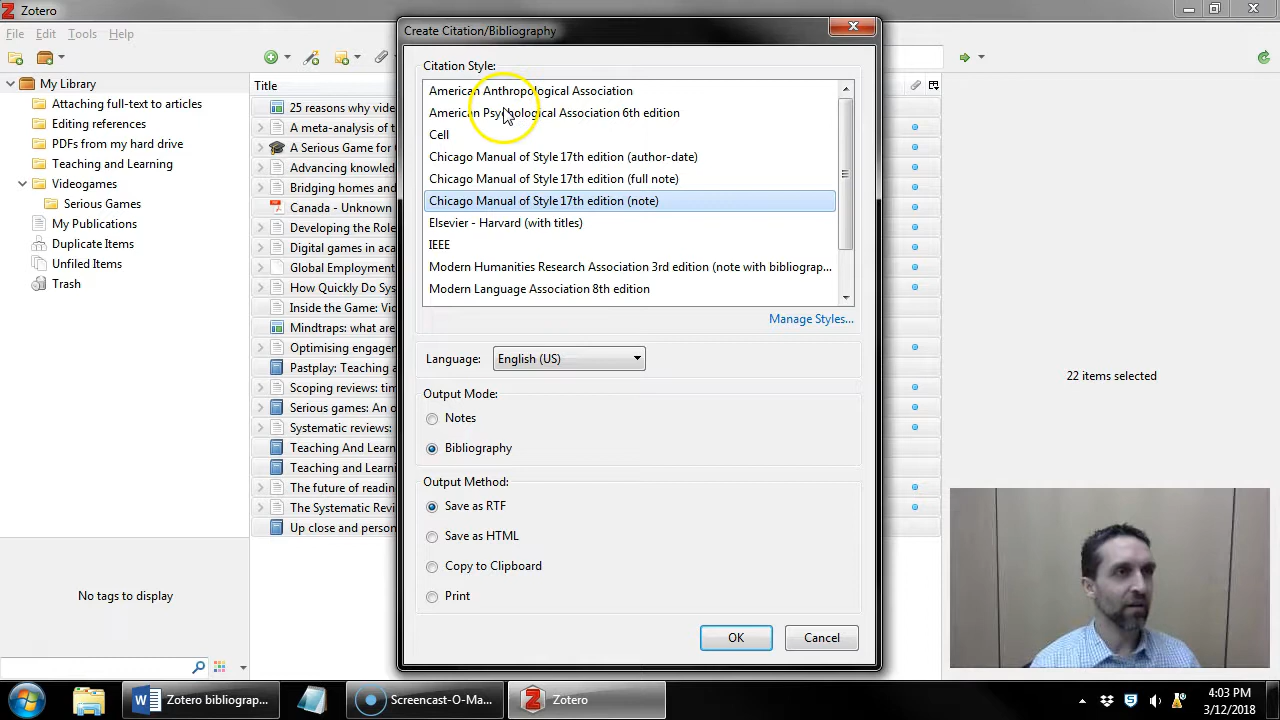 Zotero
File Edit Tools Help
My Library
Attaching full-text to articles
Editing references
PDFs from my hard drive
Teaching and Learning
Videogames
Serious Games
My Publications
Duplicate Items
Unfiled Items
Trash
No tags to display
Title
25 reasons why vide
A meta-analysis of t
A Serious Game for
Advancing knowled
Bridging homes and
Canada - Unknown
Developing the Role
Digital games in aca
Global Employment
How Quickly Do Sys
Inside the Game: Vi
Mindtraps: what are
Optimising engage
Pastplay: Teaching a
Scoping reviews: tim
Serious games: An o
Systematic reviews:
Teaching And Learn
Teaching and Learni
The future of readin
The Systematic Revi
Up close and person
Create Citation/Bibliography
Citation Style:
American Anthropological Association
American Psychological Association 6th edition
Cell
Chicago Manual of Style 17th edition (author-date)
Chicago Manual of Style 17th edition (full note)
Chicago Manual of Style 17th edition (note)
Elsevier - Harvard (with titles)
IEEE
Modern Humanities Research Association 3rd edition (note with bibliograp...
Modern Language Association 8th edition
Manage Styles...
Language: English (US)
Output Mode:
Notes
Bibliography
Output Method:
Save as RTF
Save as HTML
Copy to Clipboard
Print
OK Cancel
22 items selected
Zotero bibliograp...
Screencast-O-Ma...
Zotero
4:03 PM
3/12/2018